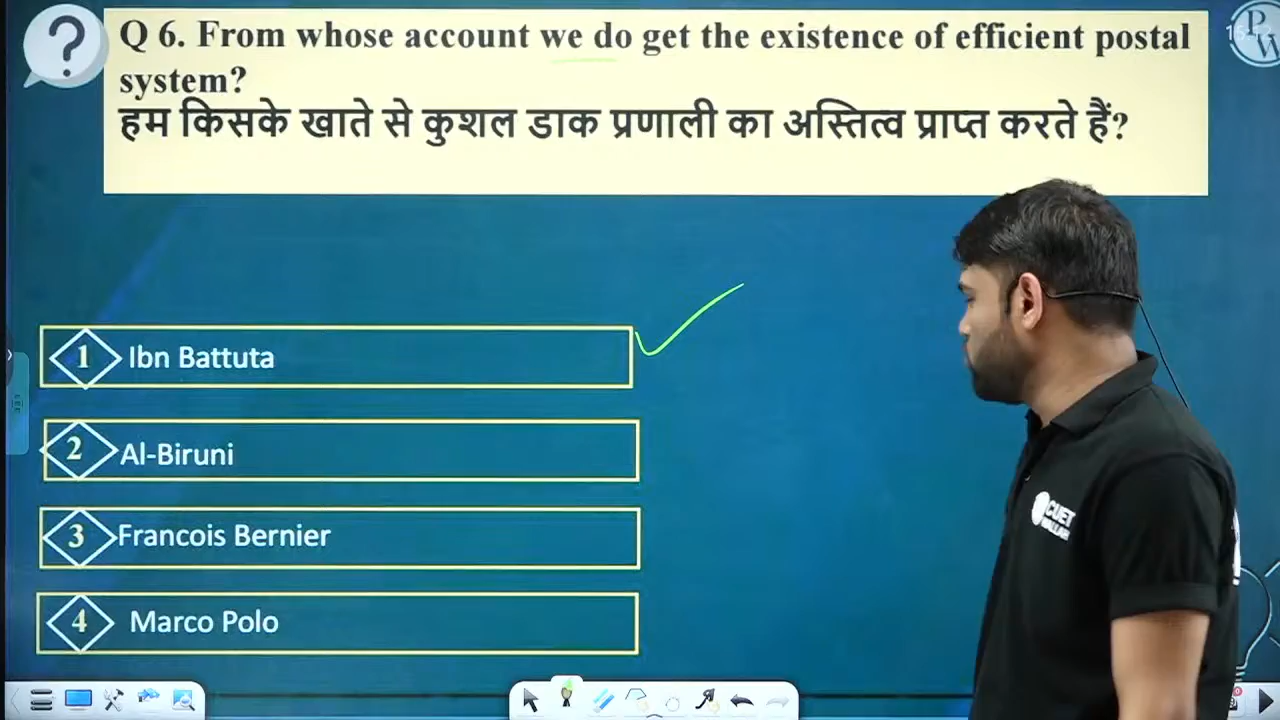 Q 6. From whose account we do get the existence of efficient postal
system?
हम किसके खाते से कुशल डाक प्रणाली का अस्तित्व प्राप्त करते हैं?
1 Ibn Battuta
2 Al-Biruni
3 Francois Bernier
4 Marco Polo
CUET
P
W